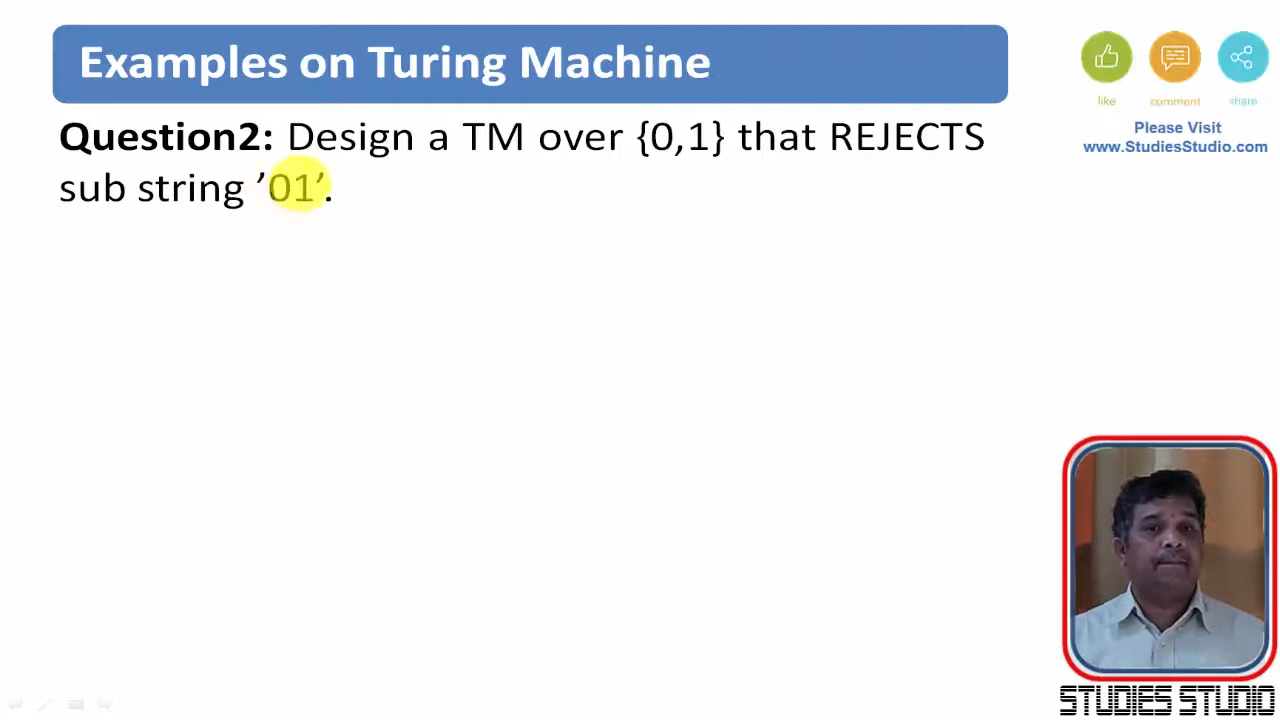 Examples on Turing Machine
Question2: Design a TM over {0,1} that REJECTS
sub string ’01’.
like comment share
Please Visit
www.StudiesStudio.com
STUDIES STUDIO